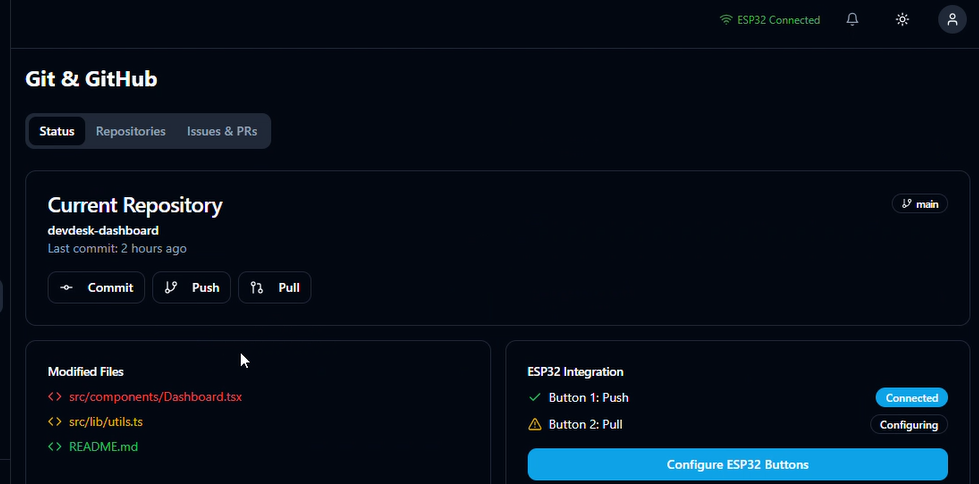 ESP32 Connected
Git & GitHub
Status Repositories Issues & PRs
Current Repository
main
devdesk-dashboard
Last commit: 2 hours ago
Commit Push Pull
Modified Files
<> src/components/Dashboard.tsx
<> src/lib/utils.ts
<> README.md
ESP32 Integration
Button 1: Push Connected
Button 2: Pull Configuring
Configure ESP32 Buttons